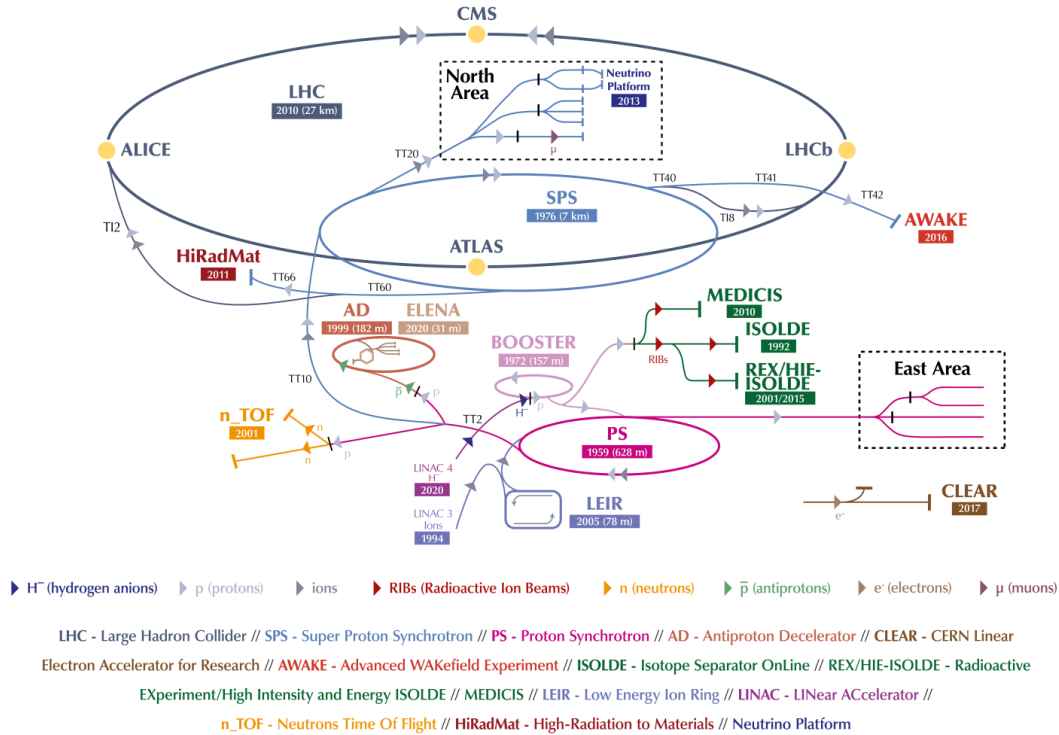 CMS
North
Area
Neutrino
Platform
2013
LHC
2010 (27 km)
μ
ALICE
LHCb
TT20
TT40
TT41
TT42
SPS
1976 (7 km)
TI8
TI2
AWAKE
2016
ATLAS
HiRadMat
2011
TT66
TT60
MEDICIS
2010
AD
1999 (182 m)
ELENA
2020 (31 m)
BOOSTER
1972 (157 m)
ISOLDE
1992
RIBs
REX/HIE-
ISOLDE
2001/2015
East Area
TT10
p̅
p
H⁻
p
TT2
n_TOF
2001
n
n
p
PS
1959 (628 m)
LINAC 4
H⁻
2020
LINAC 3
Ions
1994
LEIR
2005 (78 m)
CLEAR
2017
e⁻
H⁻ (hydrogen anions)
p (protons)
ions
RIBs (Radioactive Ion Beams)
n (neutrons)
p̅ (antiprotons)
e⁻ (electrons)
μ (muons)
LHC - Large Hadron Collider // SPS - Super Proton Synchrotron // PS - Proton Synchrotron // AD - Antiproton Decelerator // CLEAR - CERN Linear
Electron Accelerator for Research // AWAKE - Advanced WAKefield Experiment // ISOLDE - Isotope Separator OnLine // REX/HIE-ISOLDE - Radioactive
EXperiment/High Intensity and Energy ISOLDE // MEDICIS // LEIR - Low Energy Ion Ring // LINAC - LINear ACcelerator //
n_TOF - Neutrons Time Of Flight // HiRadMat - High-Radiation to Materials // Neutrino Platform